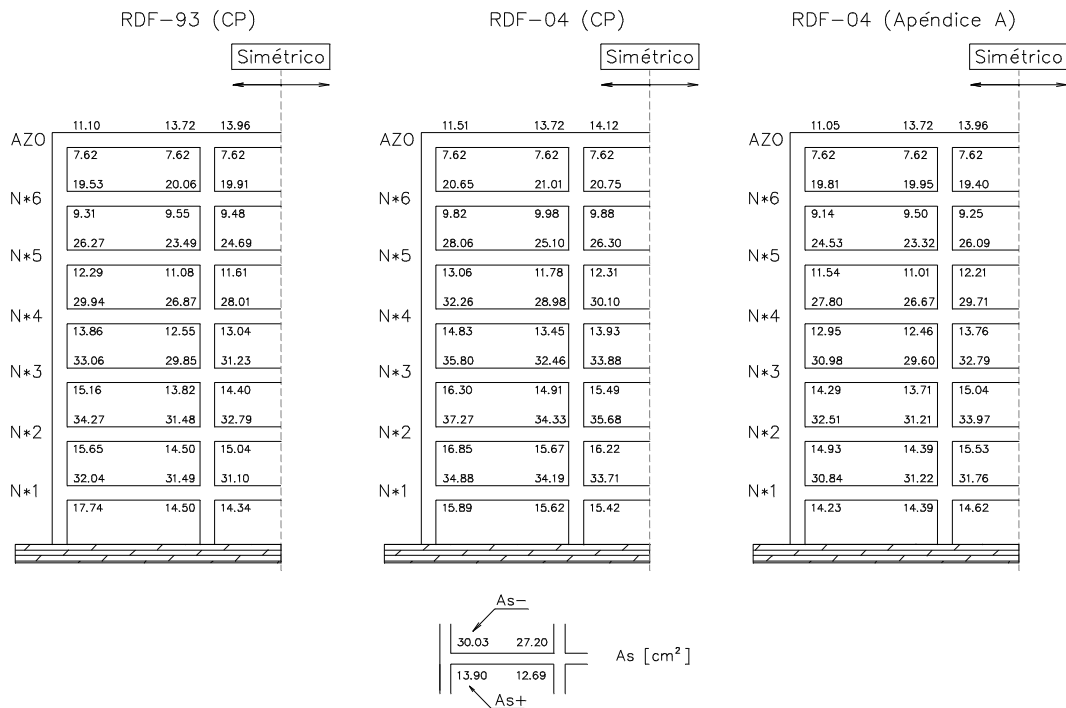 RDF-93 (CP) RDF-04 (CP) RDF-04 (Apéndice A)
Simétrico Simétrico Simétrico
AZO 11.10 13.72 13.96 AZO 11.51 13.72 14.12 AZO 11.05 13.72 13.96
7.62 7.62 7.62 7.62 7.62 7.62 7.62 7.62 7.62
19.53 20.06 19.91 20.65 21.01 20.75 19.81 19.95 19.40
N*6 N*6 N*6
9.31 9.55 9.48 9.82 9.98 9.88 9.14 9.50 9.25
26.27 23.49 24.69 28.06 25.10 26.30 24.53 23.32 26.09
N*5 N*5 N*5
12.29 11.08 11.61 13.06 11.78 12.31 11.54 11.01 12.21
29.94 26.87 28.01 32.26 28.98 30.10 27.80 26.67 29.71
N*4 N*4 N*4
13.86 12.55 13.04 14.83 13.45 13.93 12.95 12.46 13.76
33.06 29.85 31.23 35.80 32.46 33.88 30.98 29.60 32.79
N*3 N*3 N*3
15.16 13.82 14.40 16.30 14.91 15.49 14.29 13.71 15.04
34.27 31.48 32.79 37.27 34.33 35.68 32.51 31.21 33.97
N*2 N*2 N*2
15.65 14.50 15.04 16.85 15.67 16.22 14.93 14.39 15.53
32.04 31.49 31.10 34.88 34.19 33.71 30.84 31.22 31.76
N*1 N*1 N*1
17.74 14.50 14.34 15.89 15.62 15.42 14.23 14.39 14.62
As-
30.03 27.20
As [cm²]
13.90 12.69
As+